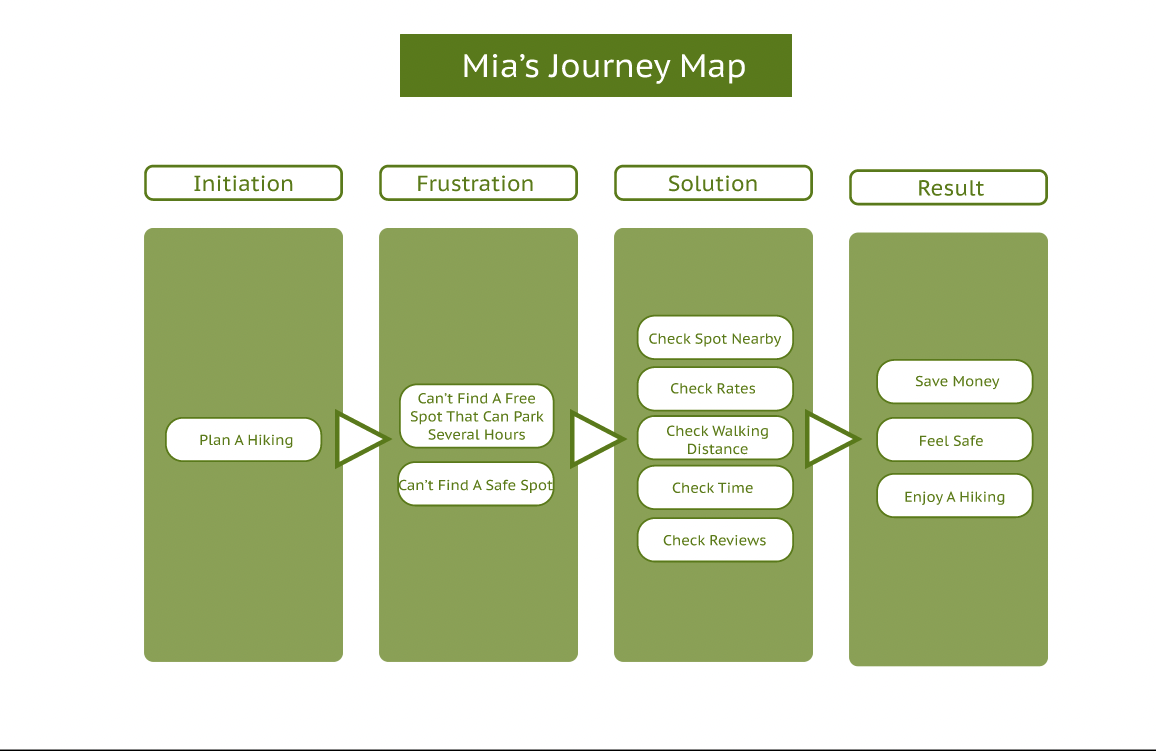 Mia’s Journey Map
Initiation
Frustration
Solution
Result
Plan A Hiking
Can’t Find A Free
Spot That Can Park
Several Hours
Can’t Find A Safe Spot
Check Spot Nearby
Check Rates
Check Walking
Distance
Check Time
Check Reviews
Save Money
Feel Safe
Enjoy A Hiking